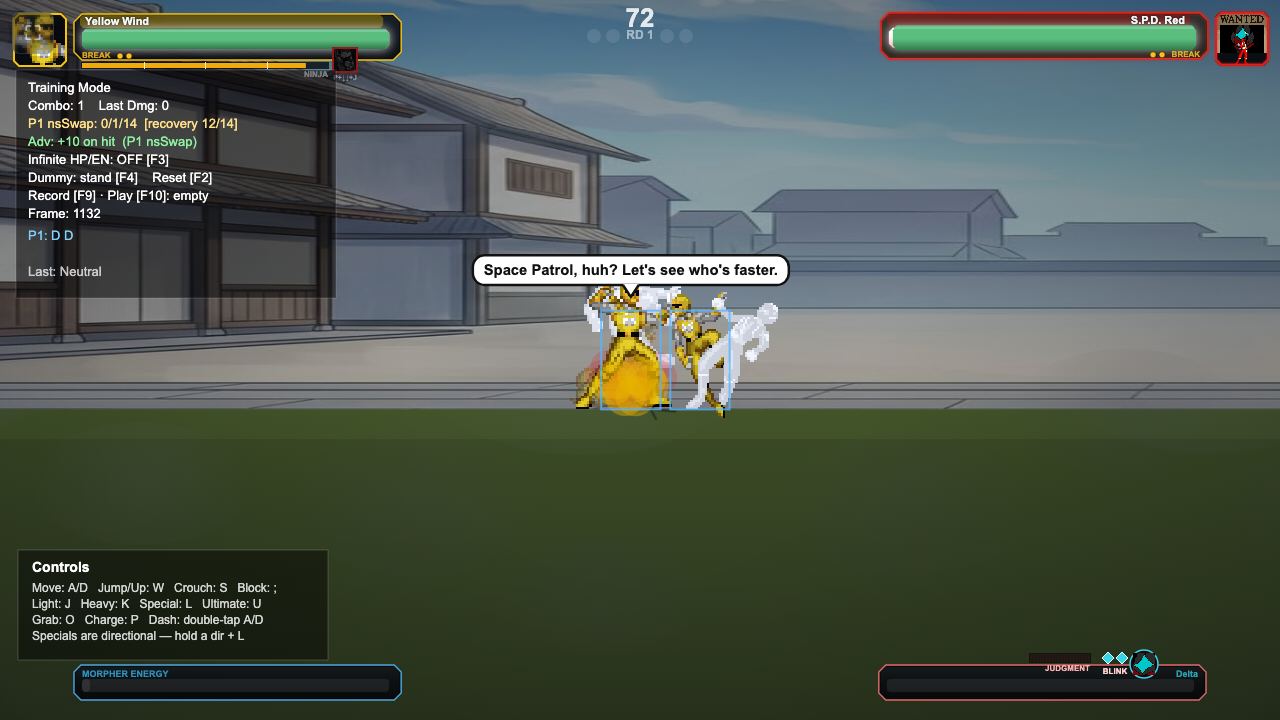 Yellow Wind
72
RD 1
S.P.D. Red
WANTED
BREAK
BREAK
NINJA
Training Mode
Combo: 1 Last Dmg: 0
P1 nsSwap: 0/1/14 [recovery 12/14]
Adv: +10 on hit (P1 nsSwap)
Infinite HP/EN: OFF [F3]
Dummy: stand [F4] Reset [F2]
Record [F9] · Play [F10]: empty
Frame: 1132
P1: D D
Last: Neutral
Space Patrol, huh? Let's see who's faster.
Controls
Move: A/D Jump/Up: W Crouch: S Block: ;
Light: J Heavy: K Special: L Ultimate: U
Grab: O Charge: P Dash: double-tap A/D
Specials are directional — hold a dir + L
MORPHER ENERGY
JUDGMENT
BLINK
Delta